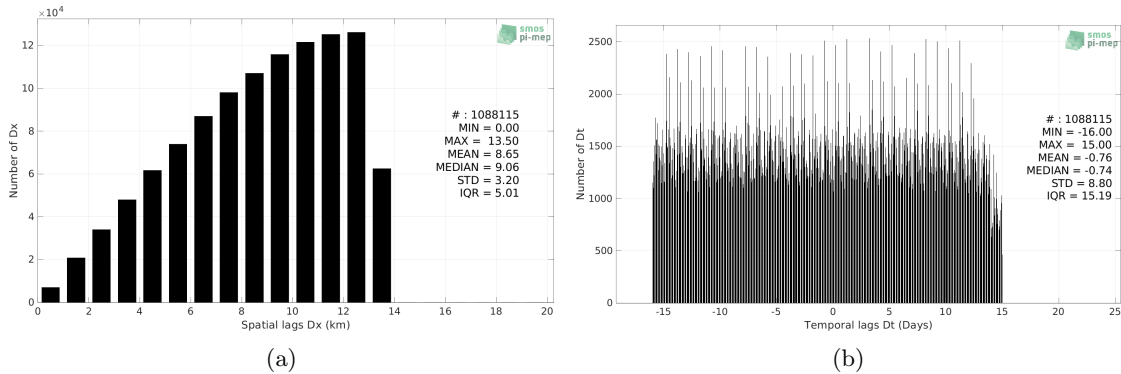 ×10⁴
12
10
8
6
4
2
0
0 2 4 6 8 10 12 14 16 18 20
Number of Dx
Spatial lags Dx (km)
smos
pi-mep
# : 1088115
MIN = 0.00
MAX = 13.50
MEAN = 8.65
MEDIAN = 9.06
STD = 3.20
IQR = 5.01
(a)
2500
2000
1500
1000
500
0
-15 -10 -5 0 5 10 15 20 25
Number of Dt
Temporal lags Dt (Days)
smos
pi-mep
# : 1088115
MIN = -16.00
MAX = 15.00
MEAN = -0.76
MEDIAN = -0.74
STD = 8.80
IQR = 15.19
(b)